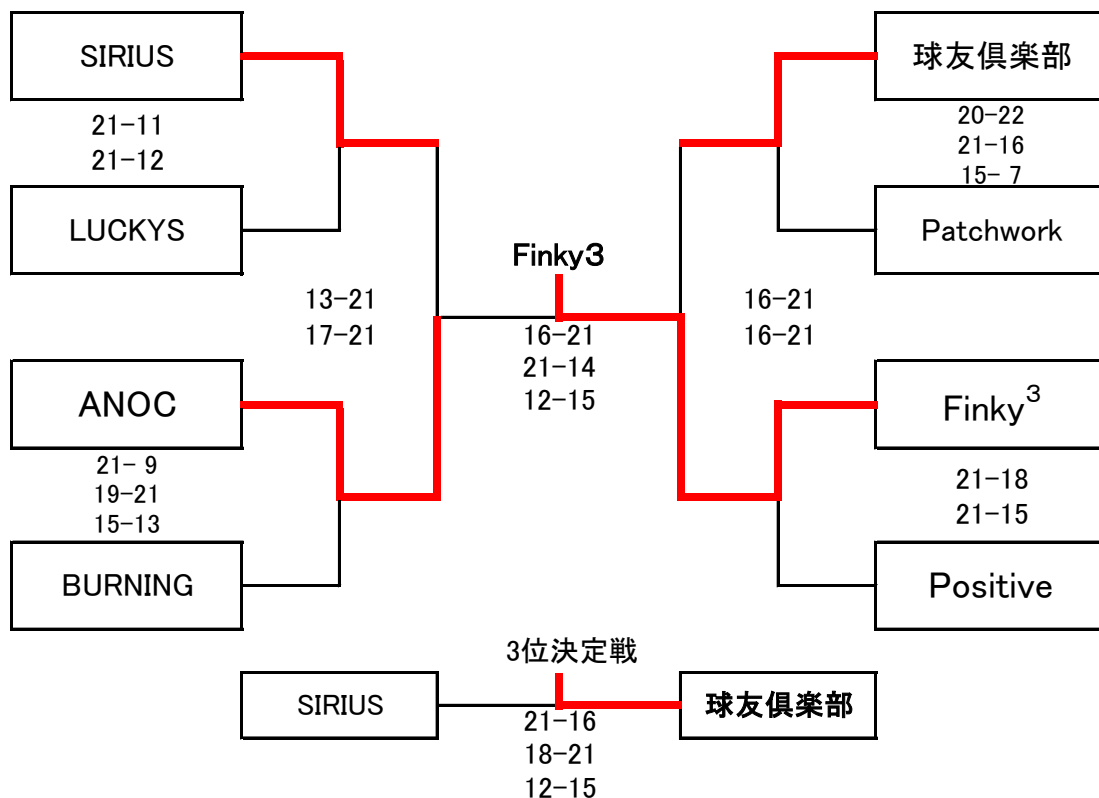 SIRIUS
21-11
21-12
LUCKYS
13-21
17-21
ANOC
21- 9
19-21
15-13
BURNING
Finky3
16-21
21-14
12-15
球友倶楽部
20-22
21-16
15- 7
Patchwork
16-21
16-21
Finky³
21-18
21-15
Positive
3位決定戦
SIRIUS
球友倶楽部
21-16
18-21
12-15